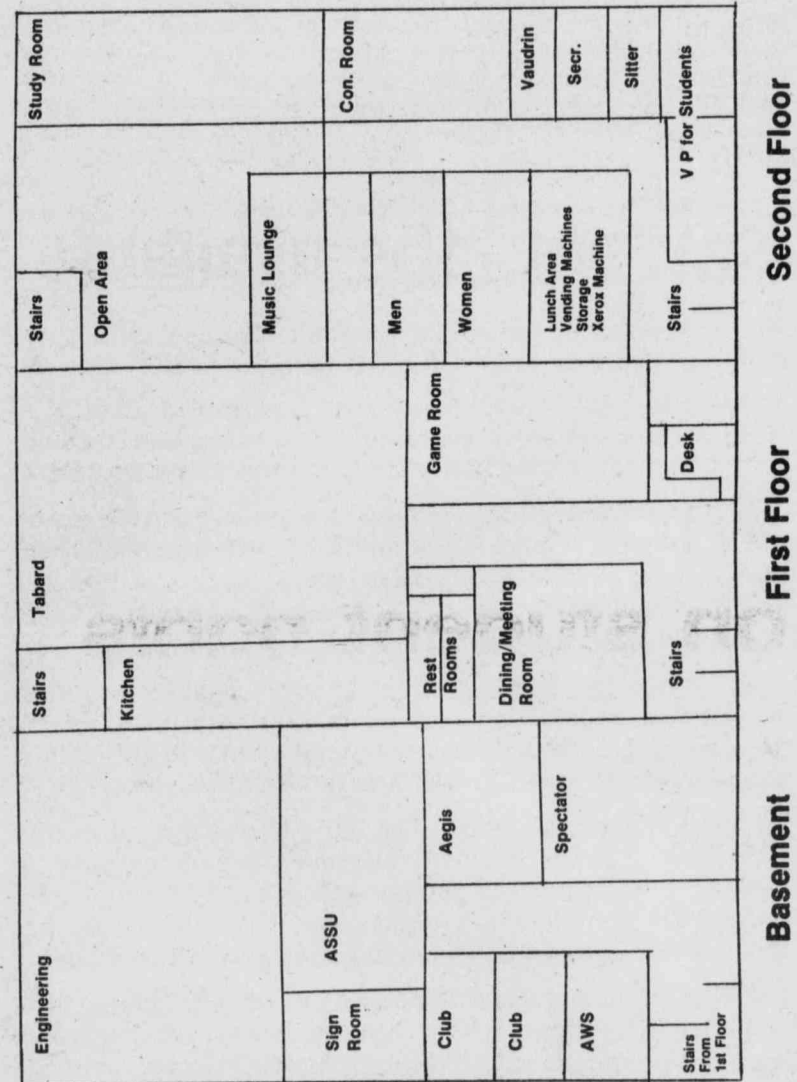 Engineering
Sign
Room
ASSU
Club
Club
AWS
Aegis
Spectator
Stairs
From
1st Floor
Basement
Stairs
Kitchen
Tabard
Rest
Rooms
Dining/Meeting
Room
Game Room
Stairs
Desk
First Floor
Stairs
Open Area
Study Room
Music Lounge
Con. Room
Men
Women
Lunch Area
Vending Machines
Storage
Xerox Machine
Vaudrin
Secr.
Sitter
Stairs
V P for Students
Second Floor